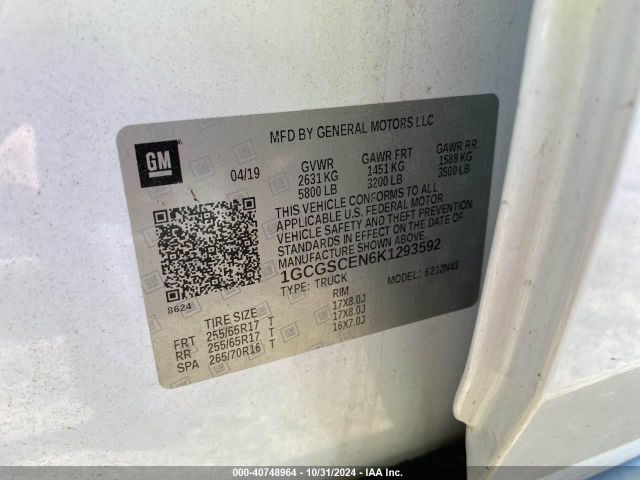 MFD BY GENERAL MOTORS LLC
GM
04/19
GVWR GAWR FRT GAWR RR
2631 KG 1451 KG 1588 KG
5800 LB 3200 LB 3500 LB
THIS VEHICLE CONFORMS TO ALL
APPLICABLE U.S. FEDERAL MOTOR
VEHICLE SAFETY AND THEFT PREVENTION
STANDARDS IN EFFECT ON THE DATE OF
MANUFACTURE SHOWN ABOVE.
1GCGSCEN6K1293592
TYPE: TRUCK MODEL: 6212N43
8624
TIRE SIZE RIM
FRT 255/65R17 T 17X8.0J
RR 255/65R17 T 17X8.0J
SPA 265/70R16 T 16X7.0J
000-40748964 - 10/31/2024 - IAA Inc.